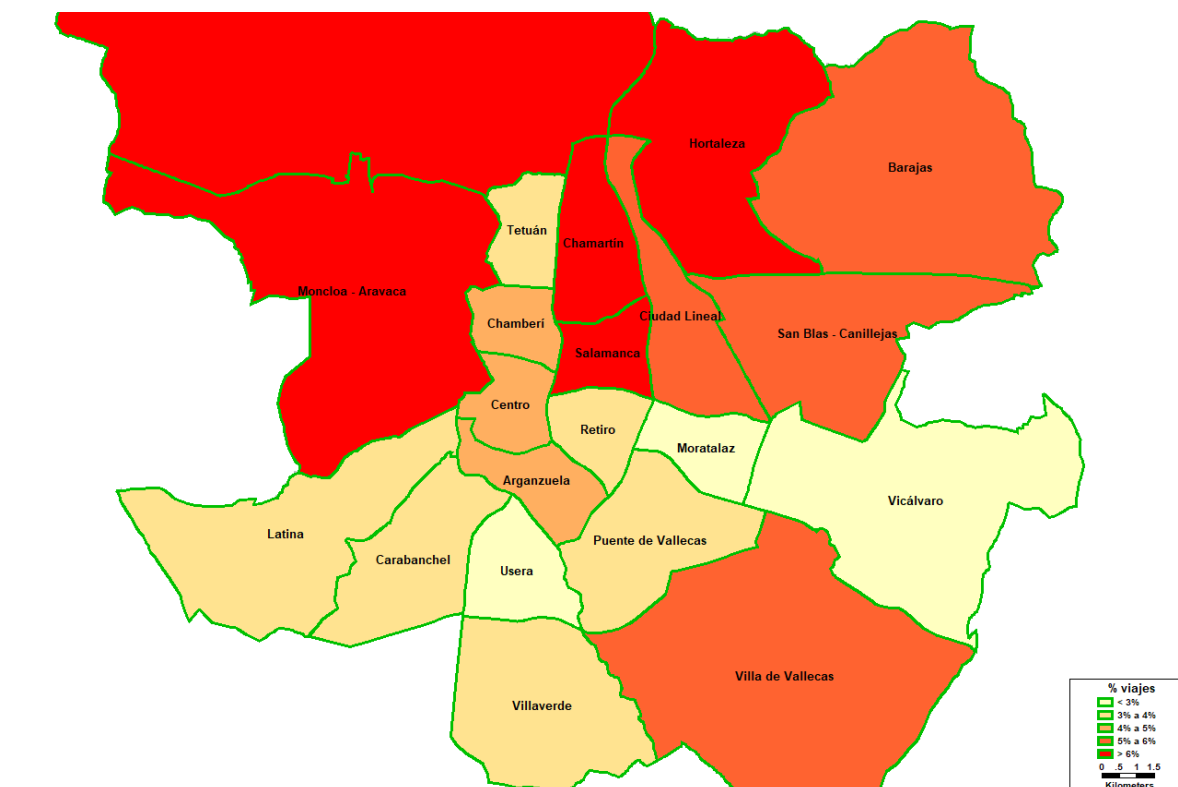 Hortaleza
Barajas
Tetuán
Chamartín
Moncloa - Aravaca
Chamberí
Ciudad Lineal
San Blas - Canillejas
Salamanca
Centro
Retiro
Moratalaz
Arganzuela
Vicálvaro
Latina
Puente de Vallecas
Carabanchel
Usera
Villa de Vallecas
Villaverde
% viajes
< 3%
3% a 4%
4% a 5%
5% a 6%
> 6%
0 .5 1 1.5
Kilometers